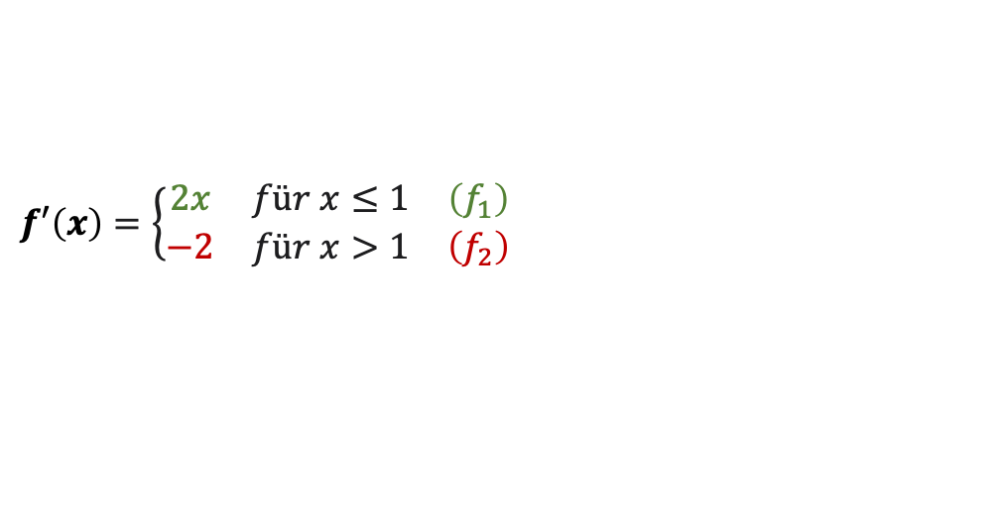 f′(x) = {2x für x ≤ 1 (f₁)
−2 für x > 1 (f₂)